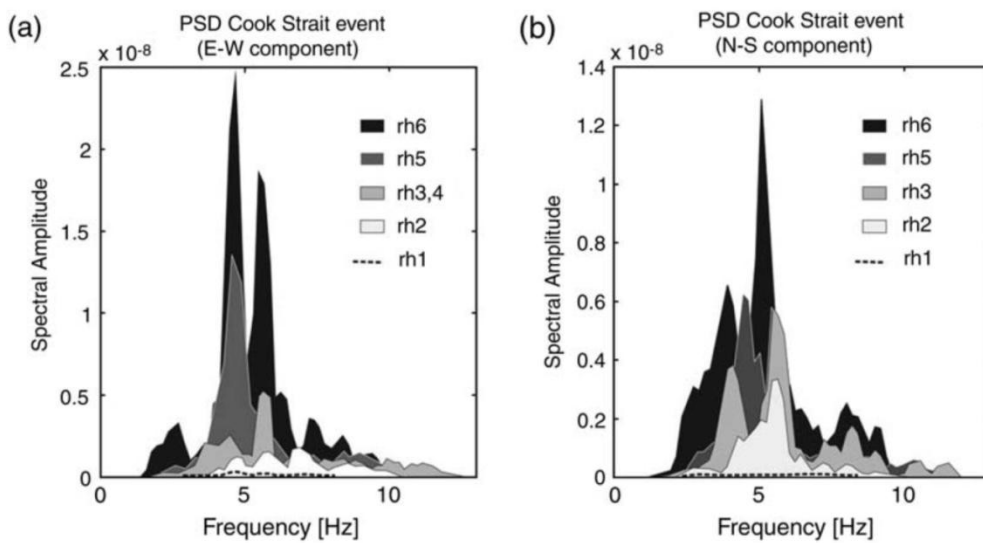 (a)
PSD Cook Strait event
(E-W component)
x 10⁻⁸
2.5
2
1.5
1
0.5
0
Spectral Amplitude
rh6
rh5
rh3,4
rh2
rh1
0
5
10
Frequency [Hz]
(b)
PSD Cook Strait event
(N-S component)
x 10⁻⁸
1.4
1.2
1
0.8
0.6
0.4
0.2
0
Spectral Amplitude
rh6
rh5
rh3
rh2
rh1
0
5
10
Frequency [Hz]